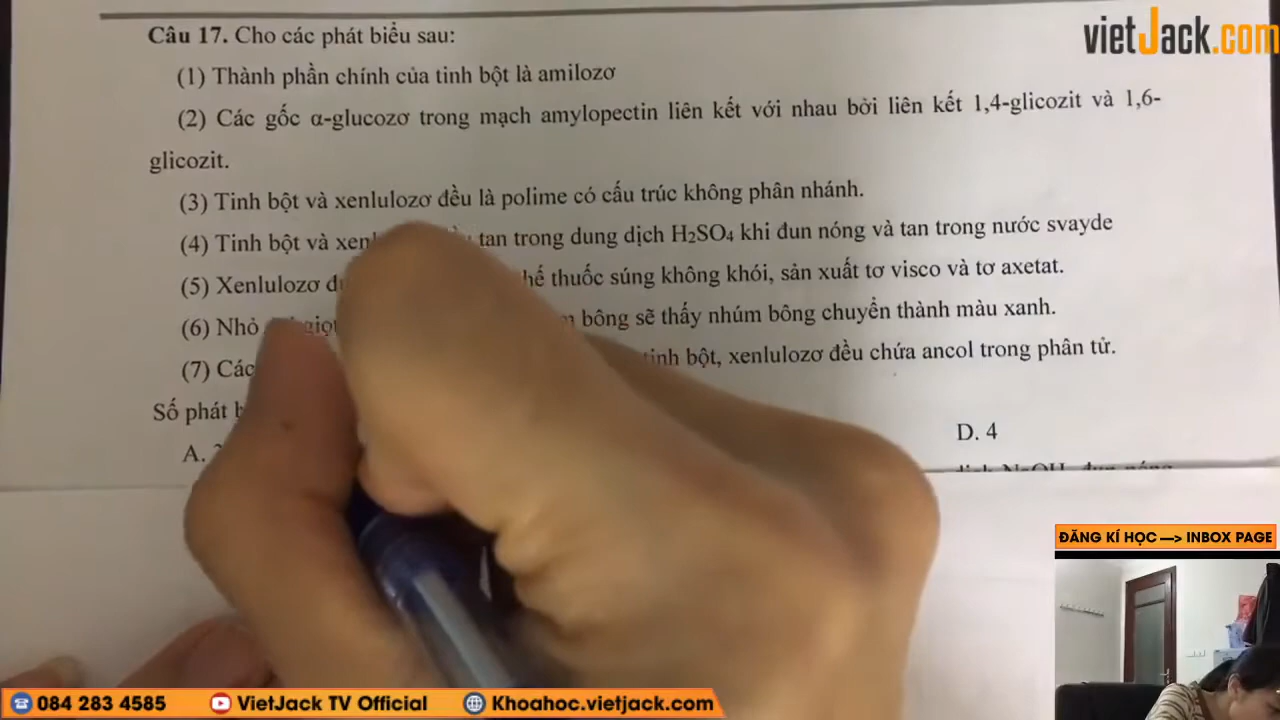 vietJack.com
Câu 17. Cho các phát biểu sau:
(1) Thành phần chính của tinh bột là amilozơ
(2) Các gốc α-glucozơ trong mạch amylopectin liên kết với nhau bởi liên kết 1,4-glicozit và 1,6-
glicozit.
(3) Tinh bột và xenlulozơ đều là polime có cấu trúc không phân nhánh.
(4) Tinh bột và tan trong dung dịch H₂SO₄ khi đun nóng và tan trong nước svayde
(5) Xenlulozơ thuốc súng không khói, sản xuất tơ visco và tơ axetat.
(6) Nhỏ bông sẽ thấy nhúm bông chuyển thành màu xanh.
(7) Các tinh bột, xenlulozơ đều chứa ancol trong phân tử.
Số phát
A. D. 4
ĐĂNG KÍ HỌC —> INBOX PAGE
084 283 4585 VietJack TV Official Khoahoc.vietjack.com